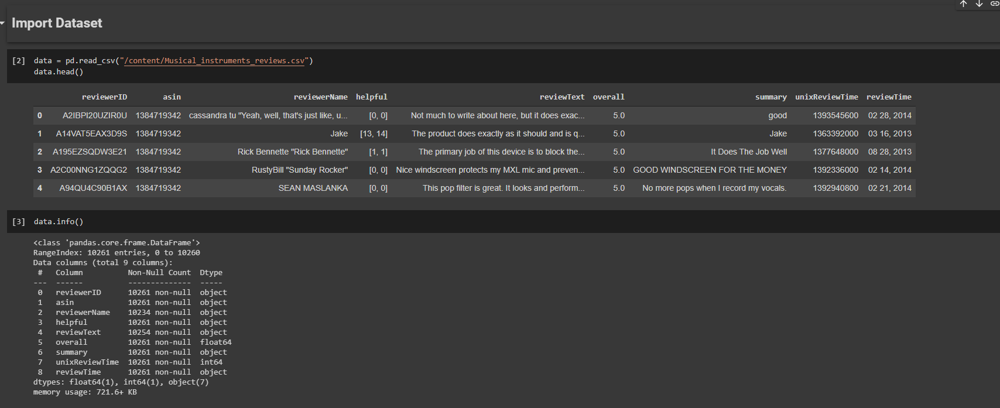 Import Dataset
[2] data = pd.read_csv("/content/Musical_instruments_reviews.csv")
data.head()
reviewerID asin reviewerName helpful reviewText overall summary unixReviewTime reviewTime
0 A2IBPI20UZIR0U 1384719342 cassandra tu "Yeah, well, that's just like, u... [0, 0] Not much to write about here, but it does exac... 5.0 good 1393545600 02 28, 2014
1 A14VAT5EAX3D9S 1384719342 Jake [13, 14] The product does exactly as it should and is q... 5.0 Jake 1363392000 03 16, 2013
2 A195EZSQDW3E21 1384719342 Rick Bennette "Rick Bennette" [1, 1] The primary job of this device is to block the... 5.0 It Does The Job Well 1377648000 08 28, 2013
3 A2C00NNG1ZQQG2 1384719342 RustyBill "Sunday Rocker" [0, 0] Nice windscreen protects my MXL mic and preven... 5.0 GOOD WINDSCREEN FOR THE MONEY 1392336000 02 14, 2014
4 A94QU4C90B1AX 1384719342 SEAN MASLANKA [0, 0] This pop filter is great. It looks and perform... 5.0 No more pops when I record my vocals. 1392940800 02 21, 2014
[3] data.info()
<class 'pandas.core.frame.DataFrame'>
RangeIndex: 10261 entries, 0 to 10260
Data columns (total 9 columns):
# Column Non-Null Count Dtype
--- ------ -------------- -----
0 reviewerID 10261 non-null object
1 asin 10261 non-null object
2 reviewerName 10234 non-null object
3 helpful 10261 non-null object
4 reviewText 10254 non-null object
5 overall 10261 non-null float64
6 summary 10261 non-null object
7 unixReviewTime 10261 non-null int64
8 reviewTime 10261 non-null object
dtypes: float64(1), int64(1), object(7)
memory usage: 721.6+ KB